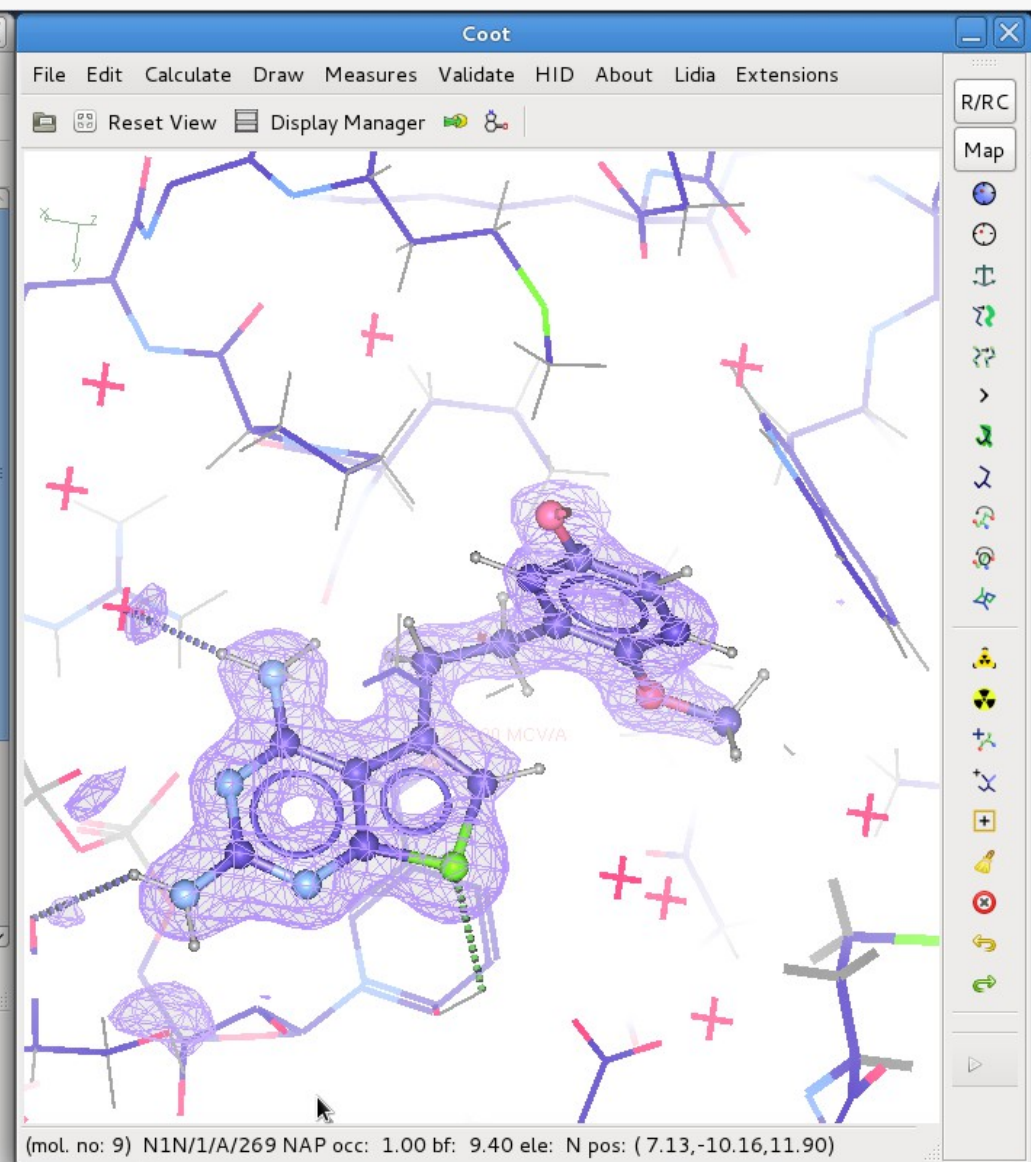 Coot
File Edit Calculate Draw Measures Validate HID About Lidia Extensions
Reset View Display Manager
R/RC
Map
x z
y
MCV/A
(mol. no: 9) N1N/1/A/269 NAP occ: 1.00 bf: 9.40 ele: N pos: ( 7.13,-10.16,11.90)